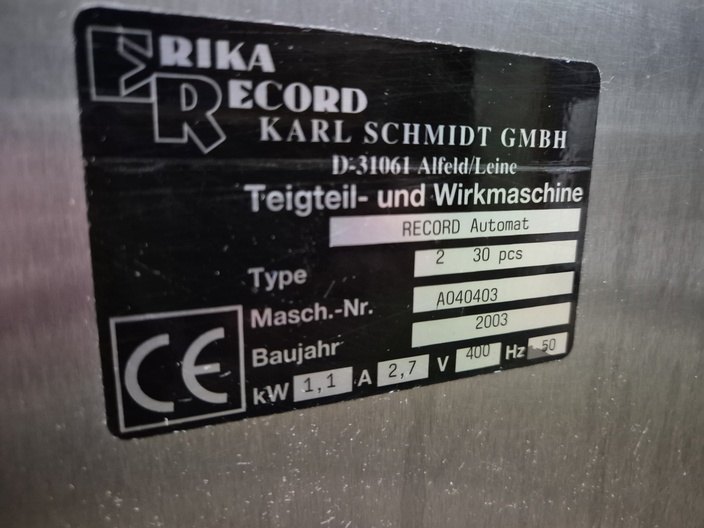 ERIKA
RECORD
KARL SCHMIDT GMBH
D-31061 Alfeld/Leine
Teigteil- und Wirkmaschine
RECORD Automat
Type 2 30 pcs
Masch.-Nr. A040403
Baujahr 2003
kW 1,1 A 2,7 V 400 Hz 50
CE